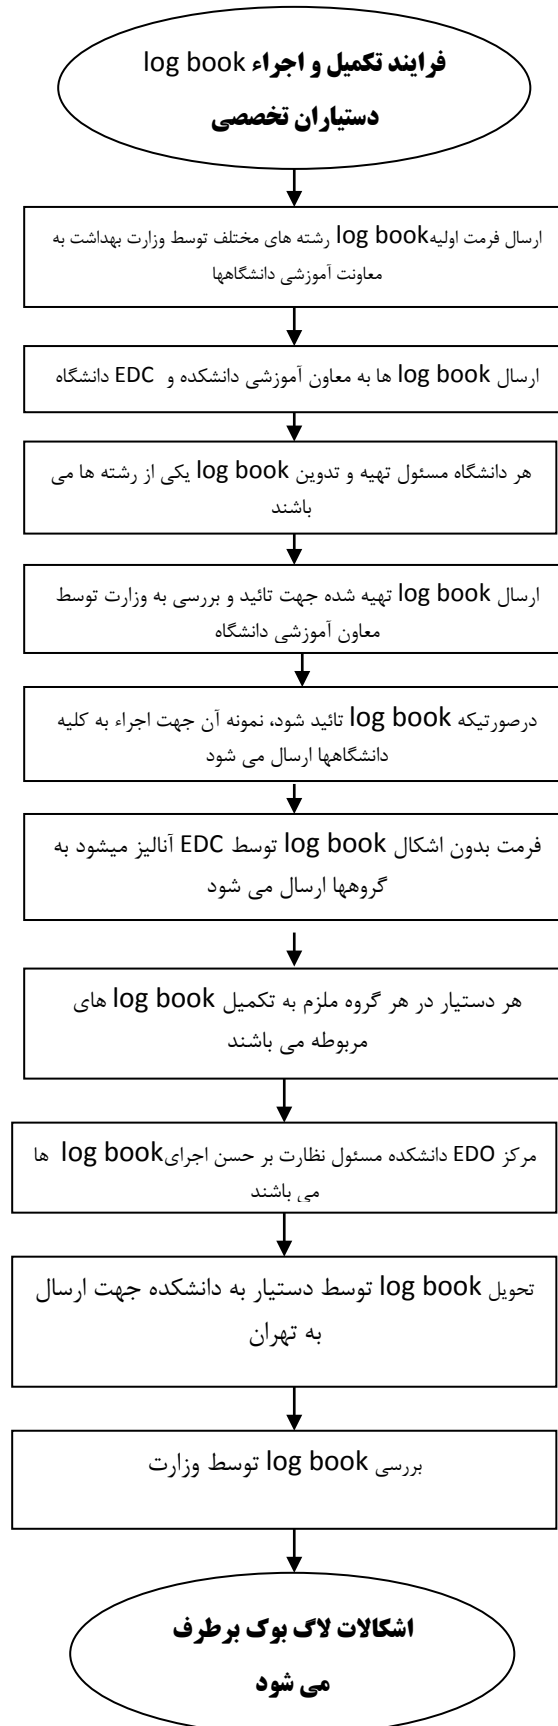 فرایند تکمیل و اجراء log book
دستیاران تخصصی
ارسال فرمت اولیه log book رشته های مختلف توسط وزارت بهداشت به
معاونت آموزشی دانشگاهها
ارسال log book ها به معاون آموزشی دانشکده و EDC دانشگاه
هر دانشگاه مسئول تهیه و تدوین log book یکی از رشته ها می
باشند
ارسال log book تهیه شده جهت تائید و بررسی به وزارت توسط
معاون آموزشی دانشگاه
درصورتیکه log book تائید شود، نمونه آن جهت اجراء به کلیه
دانشگاهها ارسال می شود
فرمت بدون اشکال log book توسط EDC آنالیز میشود به
گروهها ارسال می شود
هر دستیار در هر گروه ملزم به تکمیل log book های
مربوطه می باشند
مرکز EDO دانشکده مسئول نظارت بر حسن اجرای log book ها
می باشند
تحویل log book توسط دستیار به دانشکده جهت ارسال
به تهران
بررسی log book توسط وزارت
اشکالات لاگ بوک برطرف
می شود